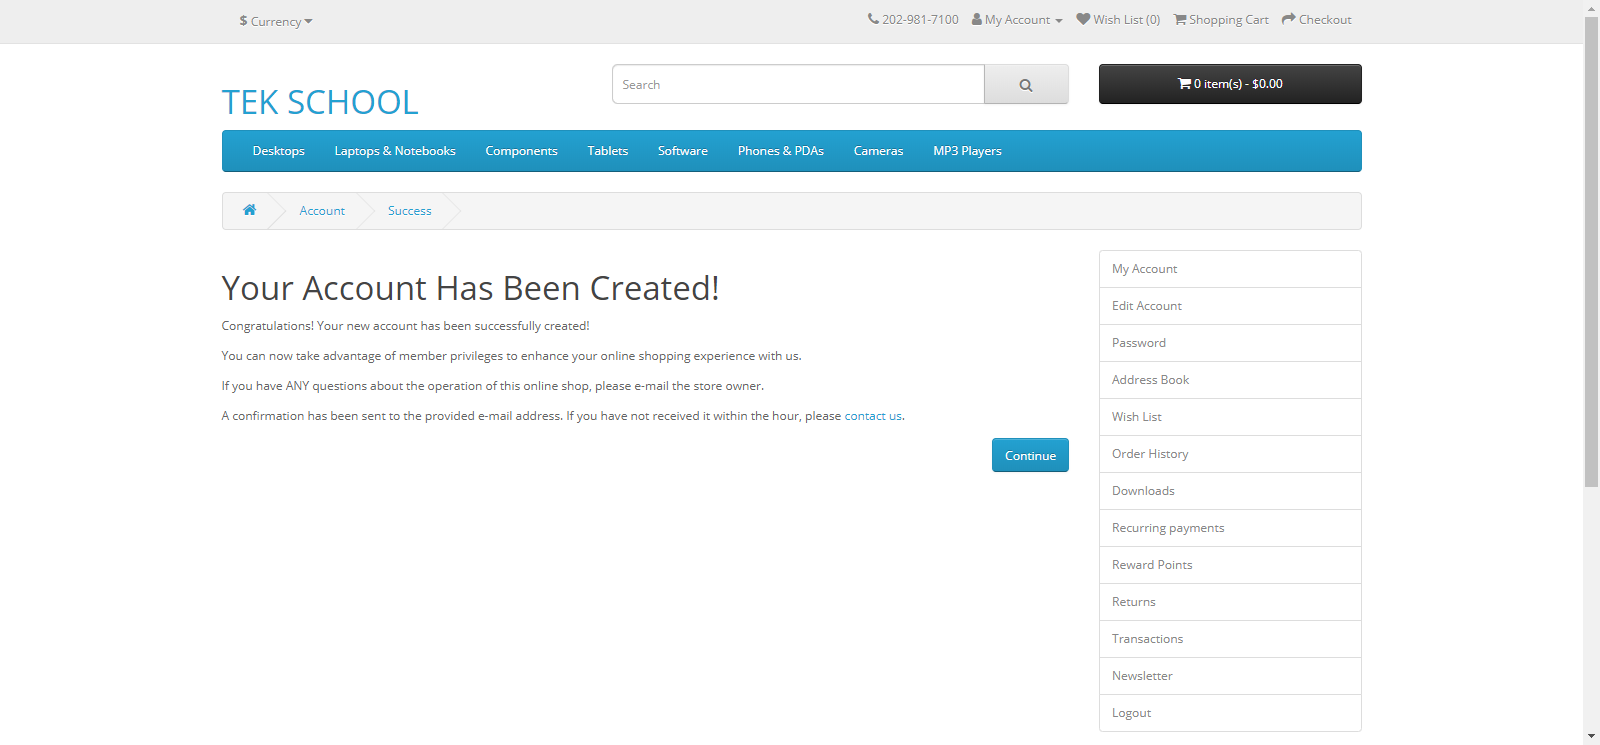 $ Currency
202-981-7100 My Account Wish List (0) Shopping Cart Checkout
TEK SCHOOL
Search
0 item(s) - $0.00
Desktops Laptops & Notebooks Components Tablets Software Phones & PDAs Cameras MP3 Players
Account Success
Your Account Has Been Created!
Congratulations! Your new account has been successfully created!
You can now take advantage of member privileges to enhance your online shopping experience with us.
If you have ANY questions about the operation of this online shop, please e-mail the store owner.
A confirmation has been sent to the provided e-mail address. If you have not received it within the hour, please contact us.
Continue
My Account
Edit Account
Password
Address Book
Wish List
Order History
Downloads
Recurring payments
Reward Points
Returns
Transactions
Newsletter
Logout